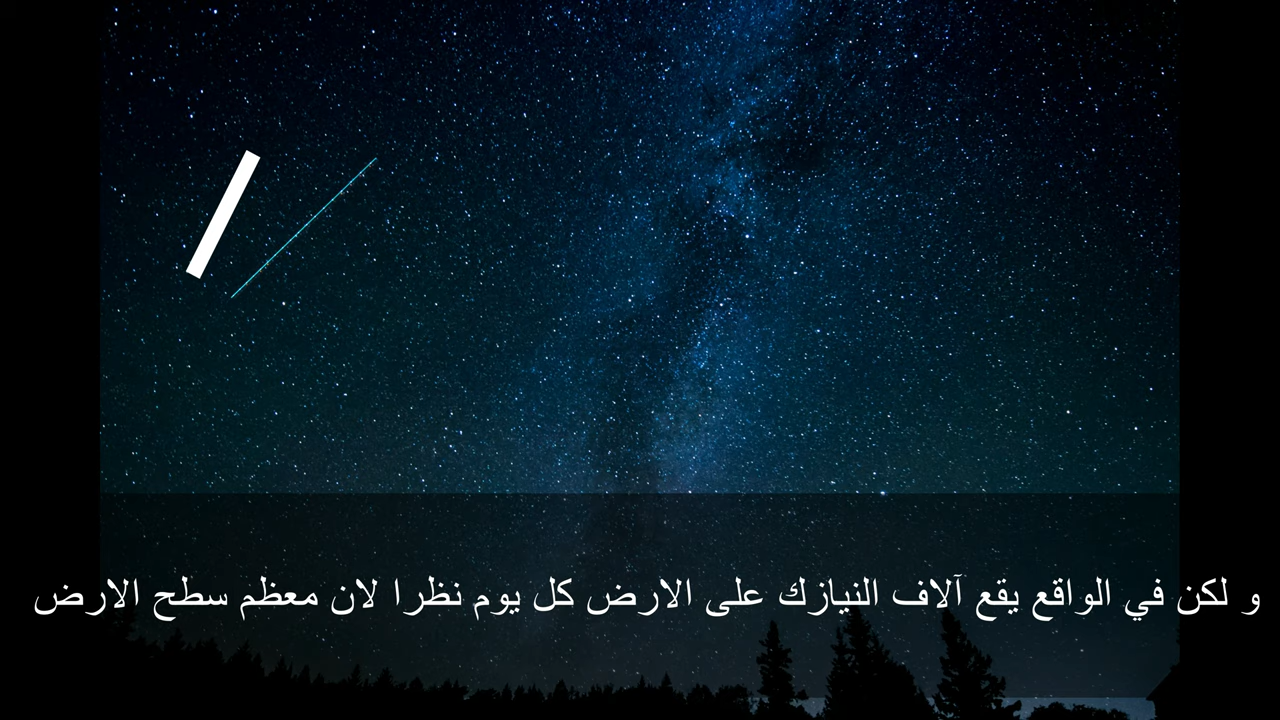 و لكن في الواقع يقع آلاف النيازك على الارض كل يوم نظرا لان معظم سطح الارض